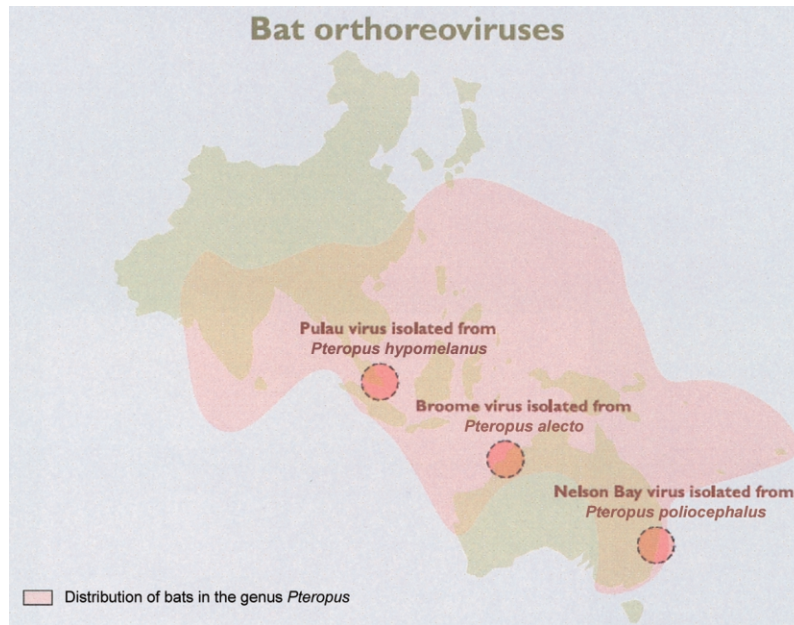 Bat orthoreoviruses
Pulau virus isolated from
Pteropus hypomelanus
Broome virus isolated from
Pteropus alecto
Nelson Bay virus isolated from
Pteropus poliocephalus
Distribution of bats in the genus Pteropus